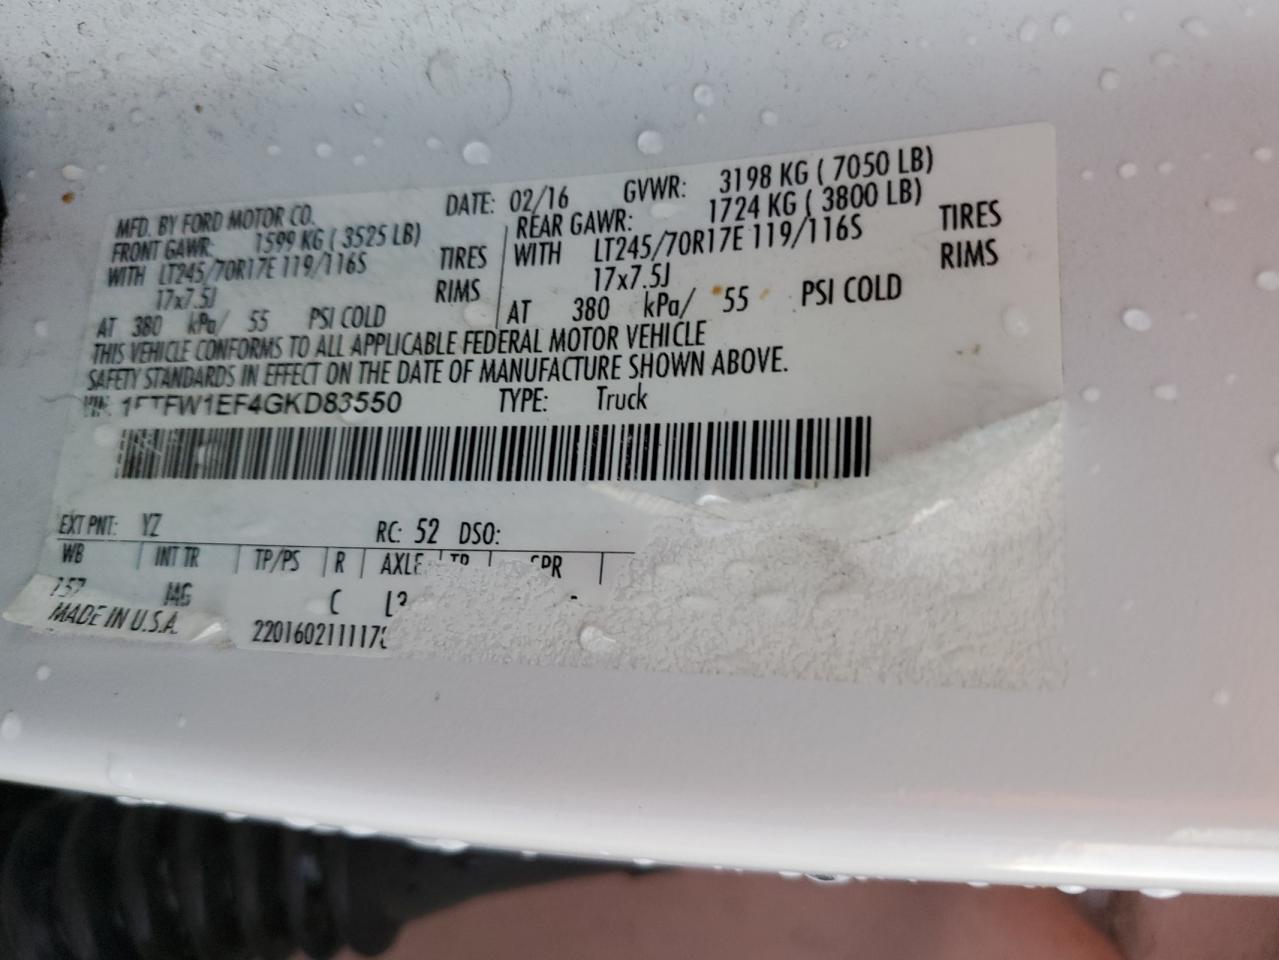 MFD. BY FORD MOTOR CO. DATE: 02/16 GVWR: 3198 KG ( 7050 LB)
FRONT GAWR: 1599 KG ( 3525 LB) REAR GAWR: 1724 KG ( 3800 LB)
WITH LT245/70R17E 119/116S TIRES WITH LT245/70R17E 119/116S TIRES
17x7.5J RIMS 17x7.5J RIMS
AT 380 kPa/ 55 PSI COLD AT 380 kPa/ 55 PSI COLD
THIS VEHICLE CONFORMS TO ALL APPLICABLE FEDERAL MOTOR VEHICLE
SAFETY STANDARDS IN EFFECT ON THE DATE OF MANUFACTURE SHOWN ABOVE.
VIN: 1FTFW1EF4GKD83550 TYPE: Truck
EXT PNT: YZ RC: 52 DSO:
WB INT TR TP/PS R AXLE TR SPR
157 C
MADE IN U.S.A.